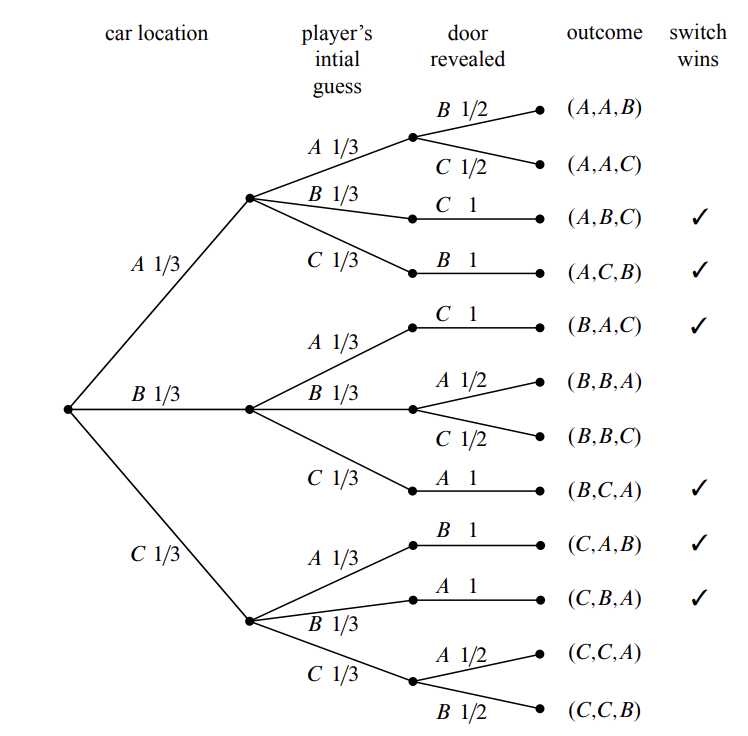 car location
player's
intial
guess
door
revealed
outcome
switch
wins
B 1/2
(A,A,B)
A 1/3
C 1/2
(A,A,C)
B 1/3
C 1
(A,B,C) ✓
A 1/3
C 1/3
B 1
(A,C,B) ✓
C 1
(B,A,C) ✓
A 1/3
B 1/3
B 1/3
A 1/2
(B,B,A)
C 1/2
(B,B,C)
C 1/3
A 1
(B,C,A) ✓
C 1/3
A 1/3
B 1
(C,A,B) ✓
A 1
(C,B,A) ✓
B 1/3
C 1/3
A 1/2
(C,C,A)
B 1/2
(C,C,B)